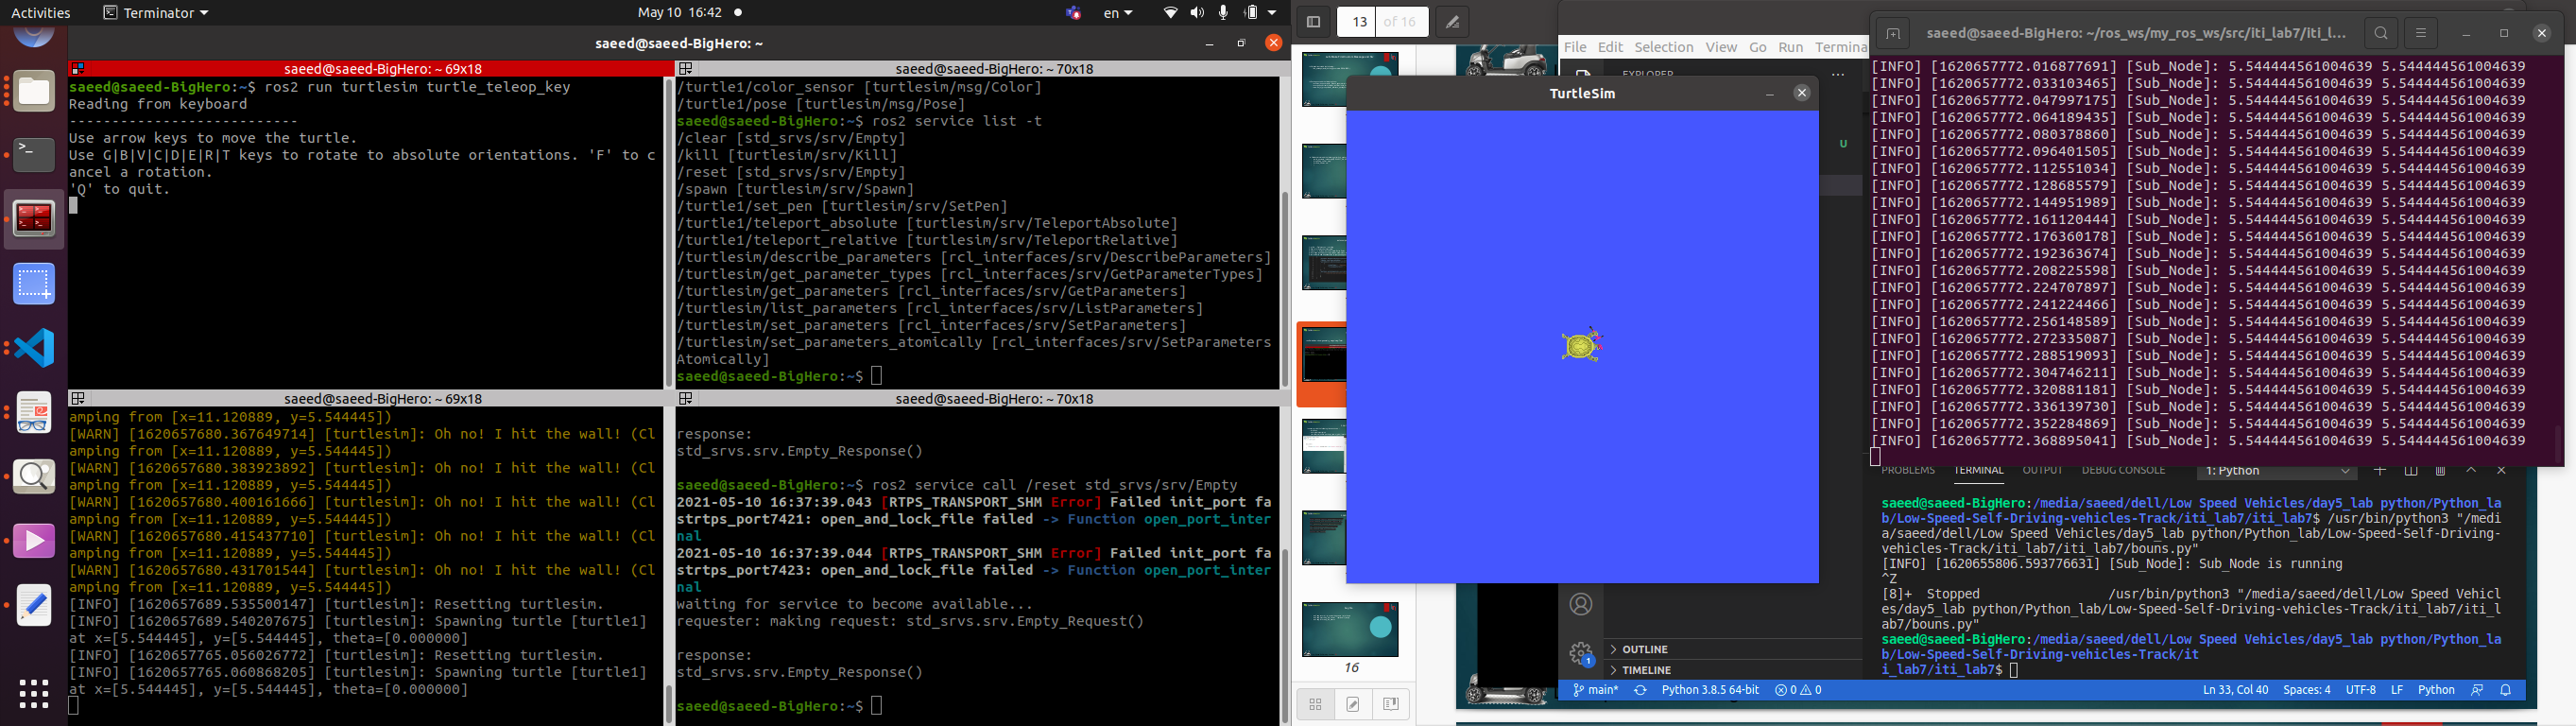 Activities
Terminator
May 10 16:42
en
saeed@saeed-BigHero: ~
saeed@saeed-BigHero: ~ 69x18
saeed@saeed-BigHero:~$ ros2 run turtlesim turtle_teleop_key
Reading from keyboard
---------------------------
Use arrow keys to move the turtle.
Use G|B|V|C|D|E|R|T keys to rotate to absolute orientations. 'F' to c
ancel a rotation.
'Q' to quit.
saeed@saeed-BigHero: ~ 70x18
/turtle1/color_sensor [turtlesim/msg/Color]
/turtle1/pose [turtlesim/msg/Pose]
saeed@saeed-BigHero:~$ ros2 service list -t
/clear [std_srvs/srv/Empty]
/kill [turtlesim/srv/Kill]
/reset [std_srvs/srv/Empty]
/spawn [turtlesim/srv/Spawn]
/turtle1/set_pen [turtlesim/srv/SetPen]
/turtle1/teleport_absolute [turtlesim/srv/TeleportAbsolute]
/turtle1/teleport_relative [turtlesim/srv/TeleportRelative]
/turtlesim/describe_parameters [rcl_interfaces/srv/DescribeParameters]
/turtlesim/get_parameter_types [rcl_interfaces/srv/GetParameterTypes]
/turtlesim/get_parameters [rcl_interfaces/srv/GetParameters]
/turtlesim/list_parameters [rcl_interfaces/srv/ListParameters]
/turtlesim/set_parameters [rcl_interfaces/srv/SetParameters]
/turtlesim/set_parameters_atomically [rcl_interfaces/srv/SetParameters
Atomically]
saeed@saeed-BigHero:~$
saeed@saeed-BigHero: ~ 69x18
amping from [x=11.120889, y=5.544445])
[WARN] [1620657680.367649714] [turtlesim]: Oh no! I hit the wall! (Cl
amping from [x=11.120889, y=5.544445])
[WARN] [1620657680.383923892] [turtlesim]: Oh no! I hit the wall! (Cl
amping from [x=11.120889, y=5.544445])
[WARN] [1620657680.400161666] [turtlesim]: Oh no! I hit the wall! (Cl
amping from [x=11.120889, y=5.544445])
[WARN] [1620657680.415437710] [turtlesim]: Oh no! I hit the wall! (Cl
amping from [x=11.120889, y=5.544445])
[WARN] [1620657680.431701544] [turtlesim]: Oh no! I hit the wall! (Cl
amping from [x=11.120889, y=5.544445])
[INFO] [1620657689.535500147] [turtlesim]: Resetting turtlesim.
[INFO] [1620657689.540207675] [turtlesim]: Spawning turtle [turtle1]
at x=[5.544445], y=[5.544445], theta=[0.000000]
[INFO] [1620657765.056026772] [turtlesim]: Resetting turtlesim.
[INFO] [1620657765.060868205] [turtlesim]: Spawning turtle [turtle1]
at x=[5.544445], y=[5.544445], theta=[0.000000]
saeed@saeed-BigHero: ~ 70x18
response:
std_srvs.srv.Empty_Response()
saeed@saeed-BigHero:~$ ros2 service call /reset std_srvs/srv/Empty
2021-05-10 16:37:39.043 [RTPS_TRANSPORT_SHM Error] Failed init_port fa
strtps_port7421: open_and_lock_file failed -> Function open_port_inter
nal
2021-05-10 16:37:39.044 [RTPS_TRANSPORT_SHM Error] Failed init_port fa
strtps_port7423: open_and_lock_file failed -> Function open_port_inter
nal
waiting for service to become available...
requester: making request: std_srvs.srv.Empty_Request()
response:
std_srvs.srv.Empty_Response()
saeed@saeed-BigHero:~$
13 of 16
16
File Edit Selection View Go Run Termina
EXPLORER
U
TurtleSim
saeed@saeed-BigHero: ~/ros_ws/my_ros_ws/src/iti_lab7/iti_l...
[INFO] [1620657772.016877691] [Sub_Node]: 5.544444561004639 5.544444561004639
[INFO] [1620657772.033103465] [Sub_Node]: 5.544444561004639 5.544444561004639
[INFO] [1620657772.047997175] [Sub_Node]: 5.544444561004639 5.544444561004639
[INFO] [1620657772.064189435] [Sub_Node]: 5.544444561004639 5.544444561004639
[INFO] [1620657772.080378860] [Sub_Node]: 5.544444561004639 5.544444561004639
[INFO] [1620657772.096401505] [Sub_Node]: 5.544444561004639 5.544444561004639
[INFO] [1620657772.112551034] [Sub_Node]: 5.544444561004639 5.544444561004639
[INFO] [1620657772.128685579] [Sub_Node]: 5.544444561004639 5.544444561004639
[INFO] [1620657772.144951989] [Sub_Node]: 5.544444561004639 5.544444561004639
[INFO] [1620657772.161120444] [Sub_Node]: 5.544444561004639 5.544444561004639
[INFO] [1620657772.176360178] [Sub_Node]: 5.544444561004639 5.544444561004639
[INFO] [1620657772.192363674] [Sub_Node]: 5.544444561004639 5.544444561004639
[INFO] [1620657772.208225598] [Sub_Node]: 5.544444561004639 5.544444561004639
[INFO] [1620657772.224707897] [Sub_Node]: 5.544444561004639 5.544444561004639
[INFO] [1620657772.241224466] [Sub_Node]: 5.544444561004639 5.544444561004639
[INFO] [1620657772.256148589] [Sub_Node]: 5.544444561004639 5.544444561004639
[INFO] [1620657772.272335087] [Sub_Node]: 5.544444561004639 5.544444561004639
[INFO] [1620657772.288519093] [Sub_Node]: 5.544444561004639 5.544444561004639
[INFO] [1620657772.304746211] [Sub_Node]: 5.544444561004639 5.544444561004639
[INFO] [1620657772.320881181] [Sub_Node]: 5.544444561004639 5.544444561004639
[INFO] [1620657772.336139730] [Sub_Node]: 5.544444561004639 5.544444561004639
[INFO] [1620657772.352284869] [Sub_Node]: 5.544444561004639 5.544444561004639
[INFO] [1620657772.368895041] [Sub_Node]: 5.544444561004639 5.544444561004639
PROBLEMS TERMINAL OUTPUT DEBUG CONSOLE 1: Python
saeed@saeed-BigHero:/media/saeed/dell/Low Speed Vehicles/day5_lab python/Python_la
b/Low-Speed-Self-Driving-vehicles-Track/iti_lab7/iti_lab7$ /usr/bin/python3 "/medi
a/saeed/dell/Low Speed Vehicles/day5_lab python/Python_lab/Low-Speed-Self-Driving-
vehicles-Track/iti_lab7/iti_lab7/bouns.py"
[INFO] [1620655806.593776631] [Sub_Node]: Sub_Node is running
^Z
[8]+ Stopped /usr/bin/python3 "/media/saeed/dell/Low Speed Vehicl
es/day5_lab python/Python_lab/Low-Speed-Self-Driving-vehicles-Track/iti_lab7/iti_l
ab7/bouns.py"
saeed@saeed-BigHero:/media/saeed/dell/Low Speed Vehicles/day5_lab python/Python_la
b/Low-Speed-Self-Driving-vehicles-Track/it
i_lab7/iti_lab7$
OUTLINE
TIMELINE
1
main* Python 3.8.5 64-bit 0 0 Ln 33, Col 40 Spaces: 4 UTF-8 LF Python